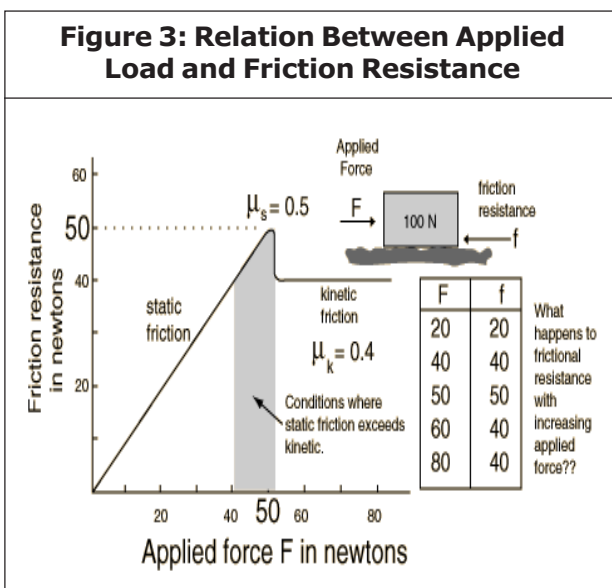 Figure 3: Relation Between Applied
Load and Friction Resistance
Applied
Force
F
100 N
friction
resistance
f
Friction resistance
in newtons
60
50
40
20
μs = 0.5
static
friction
kinetic
friction
μk = 0.4
Conditions where
static friction exceeds
kinetic.
20 40 50 60 80
Applied force F in newtons
F f
20 20
40 40
50 50
60 40
80 40
What
happens to
frictional
resistance
with
increasing
applied
force??